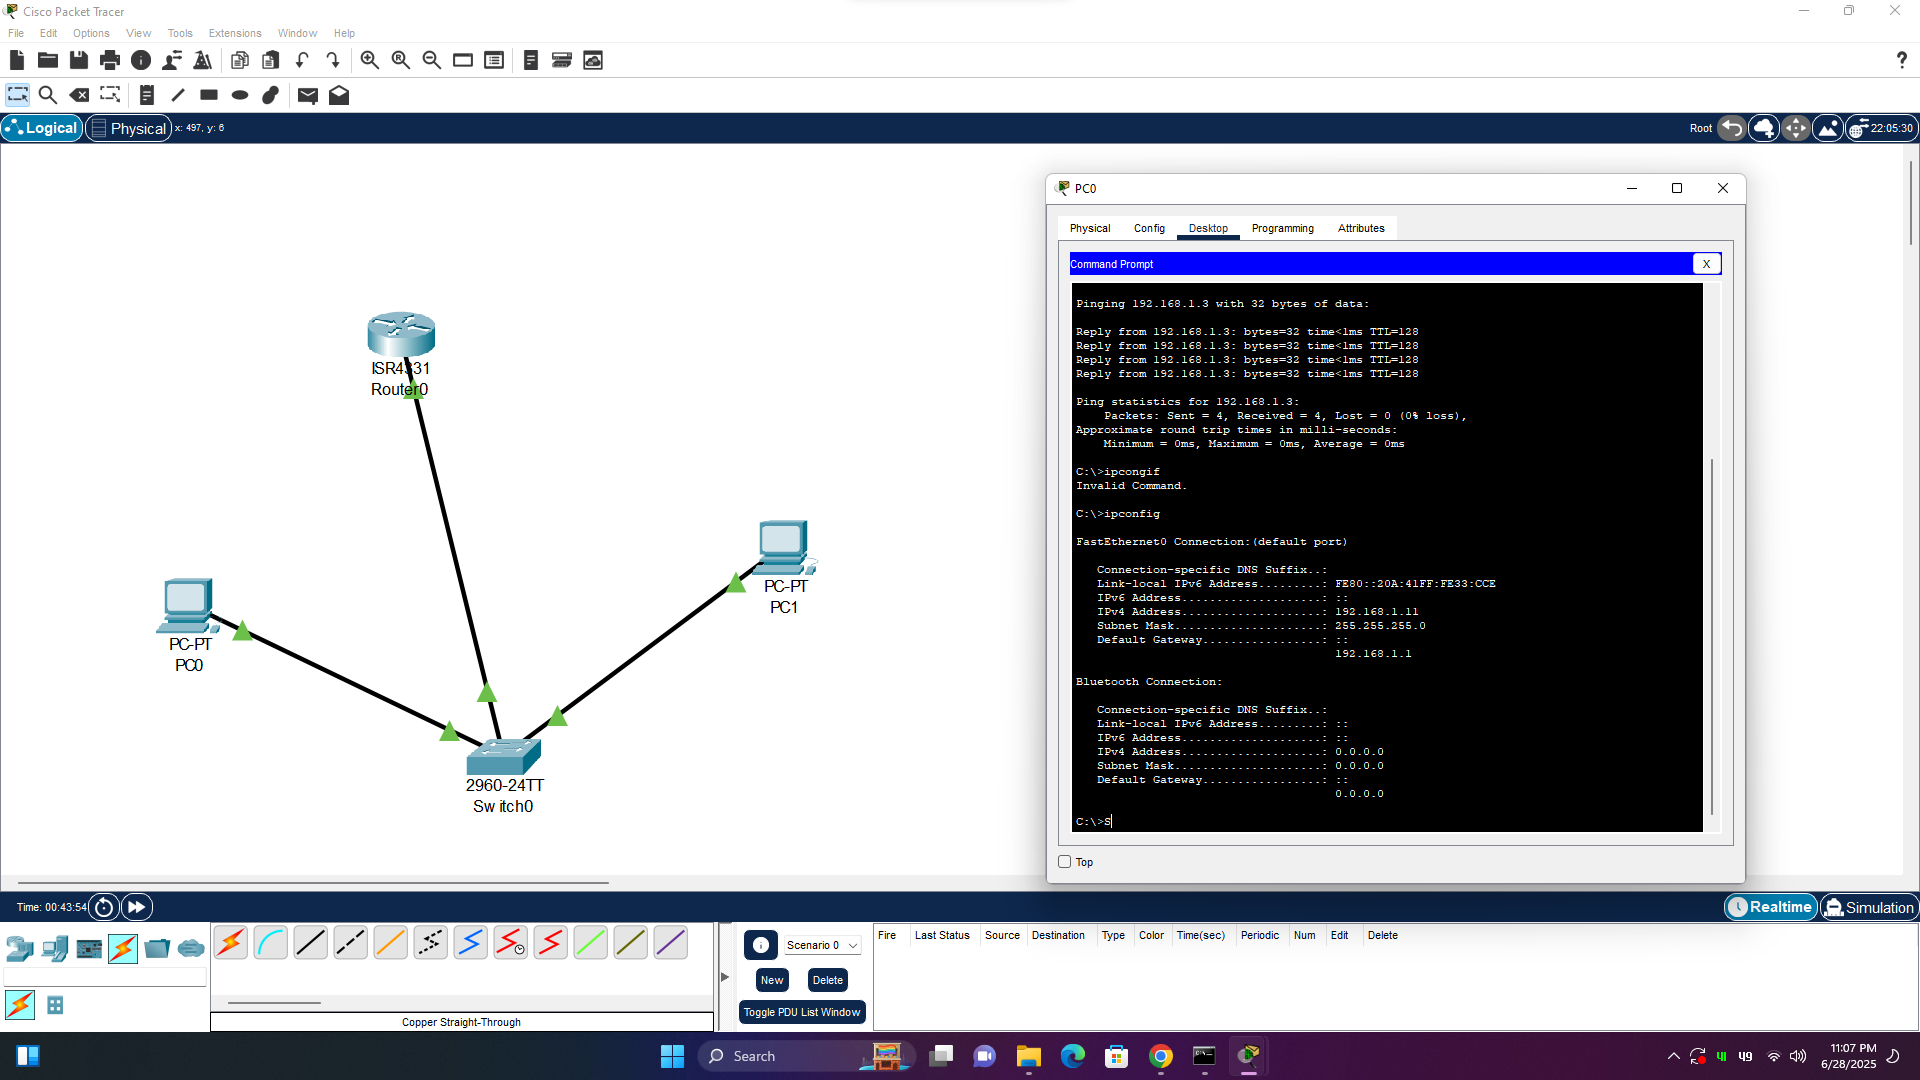 Cisco Packet Tracer
File Edit Options View Tools Extensions Window Help
?
Logical Physical x: 497, y: 6 Root 22:05:30
ISR4331
Router0
PC-PT
PC1
PC-PT
PC0
2960-24TT
Switch0
PC0
Physical Config Desktop Programming Attributes
Command Prompt X
Pinging 192.168.1.3 with 32 bytes of data:
Reply from 192.168.1.3: bytes=32 time<1ms TTL=128
Reply from 192.168.1.3: bytes=32 time<1ms TTL=128
Reply from 192.168.1.3: bytes=32 time<1ms TTL=128
Reply from 192.168.1.3: bytes=32 time<1ms TTL=128
Ping statistics for 192.168.1.3:
Packets: Sent = 4, Received = 4, Lost = 0 (0% loss),
Approximate round trip times in milli-seconds:
Minimum = 0ms, Maximum = 0ms, Average = 0ms
C:\>ipcongif
Invalid Command.
C:\>ipconfig
FastEthernet0 Connection:(default port)
Connection-specific DNS Suffix..:
Link-local IPv6 Address.........: FE80::20A:41FF:FE33:CCE
IPv6 Address....................: ::
IPv4 Address....................: 192.168.1.11
Subnet Mask.....................: 255.255.255.0
Default Gateway.................: ::
192.168.1.1
Bluetooth Connection:
Connection-specific DNS Suffix..:
Link-local IPv6 Address.........: ::
IPv6 Address....................: ::
IPv4 Address....................: 0.0.0.0
Subnet Mask.....................: 0.0.0.0
Default Gateway.................: ::
0.0.0.0
C:\>S
Top
Time: 00:43:54 Realtime Simulation
Scenario 0
New Delete
Toggle PDU List Window
Fire Last Status Source Destination Type Color Time(sec) Periodic Num Edit Delete
Copper Straight-Through
Search
11:07 PM
6/28/2025